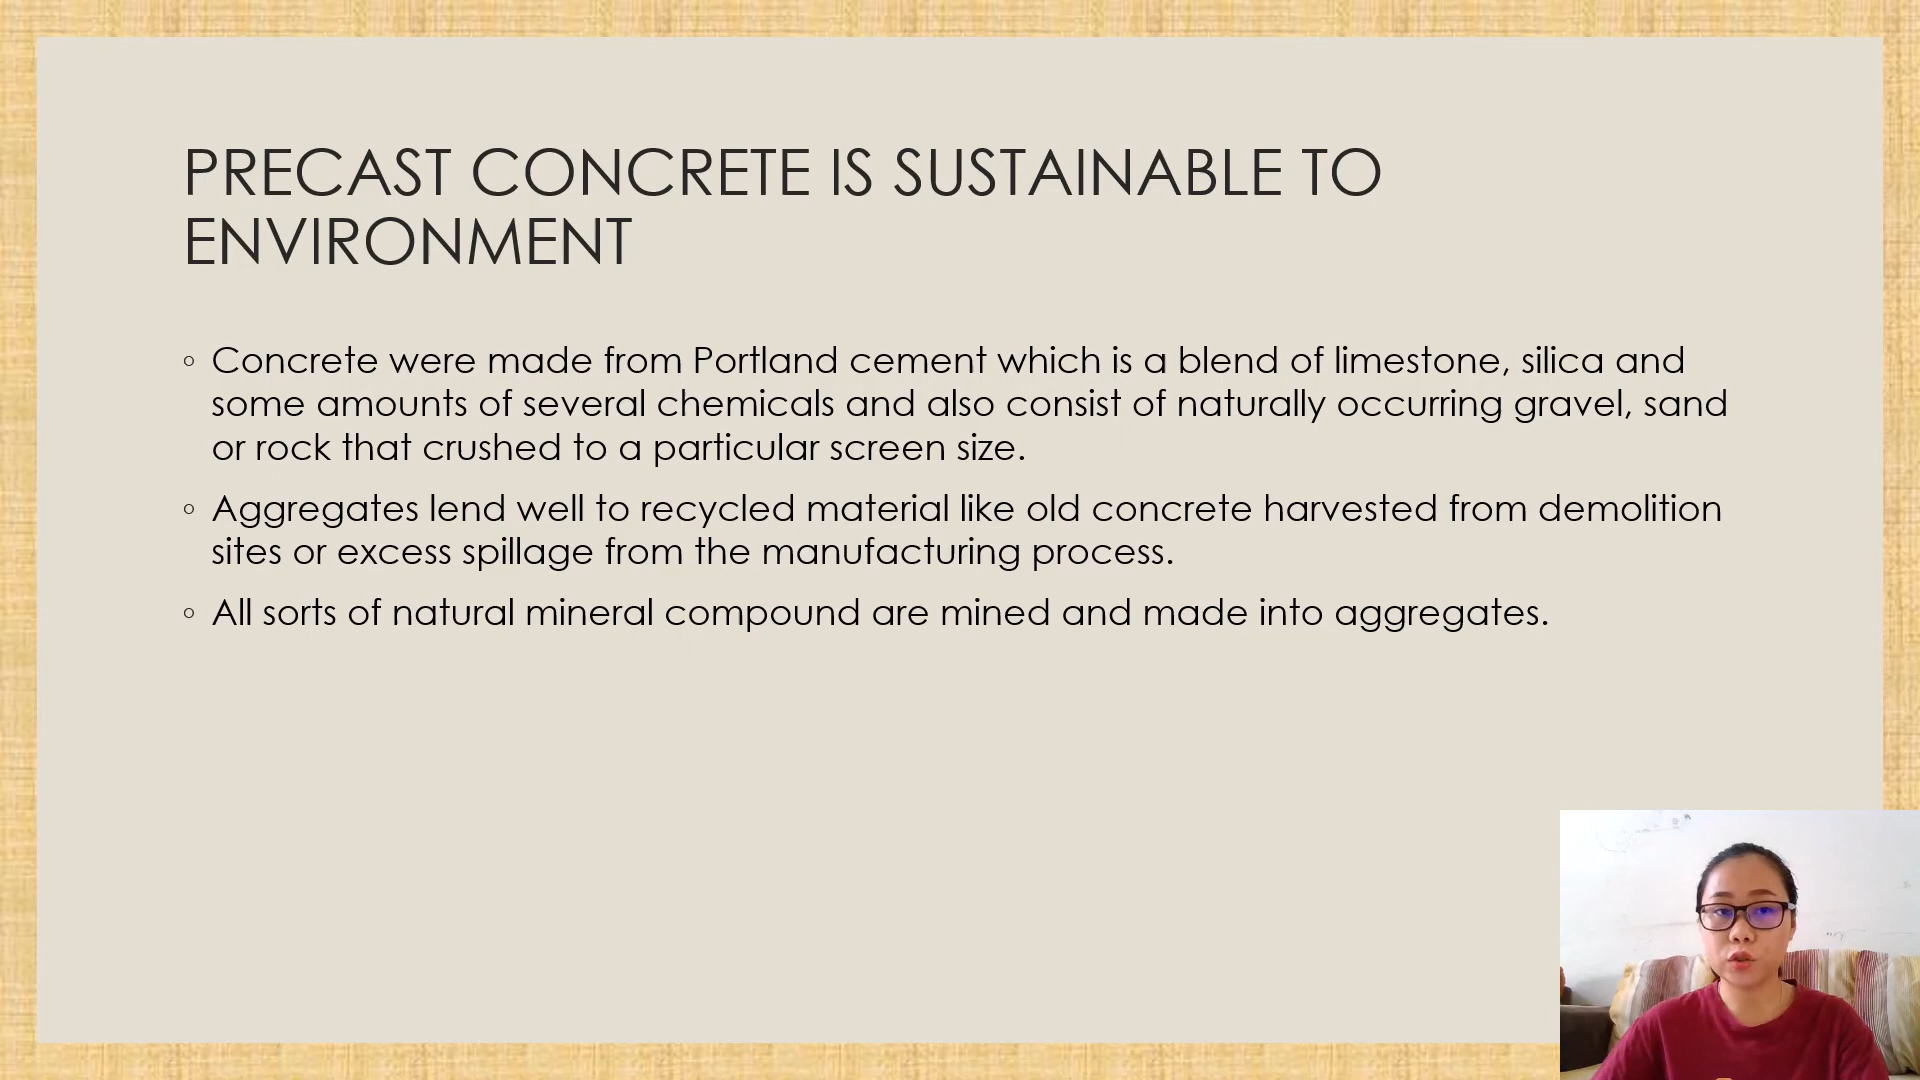 PRECAST CONCRETE IS SUSTAINABLE TO
ENVIRONMENT
◦ Concrete were made from Portland cement which is a blend of limestone, silica and
some amounts of several chemicals and also consist of naturally occurring gravel, sand
or rock that crushed to a particular screen size.
◦ Aggregates lend well to recycled material like old concrete harvested from demolition
sites or excess spillage from the manufacturing process.
◦ All sorts of natural mineral compound are mined and made into aggregates.